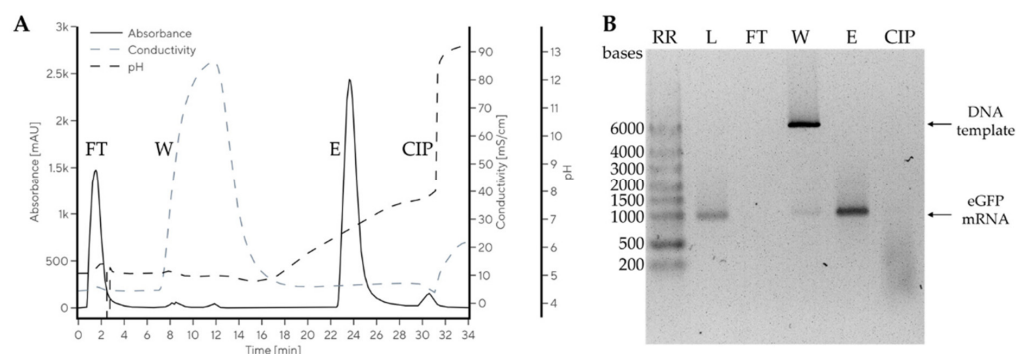 A
3k
2.5k
2k
1.5k
1k
500
0
Absorbance [mAU]
Absorbance
Conductivity
pH
FT
W
E
CIP
90
80
70
60
50
40
30
20
10
0
Conductivity [mS/cm]
13
12
11
10
9
8
7
6
5
4
pH
0 2 4 6 8 10 12 14 16 18 20 22 24 26 28 30 32 34
Time [min]
B
RR L FT W E CIP
bases
6000
4000
3000
2000
1500
1000
500
200
DNA
template
eGFP
mRNA